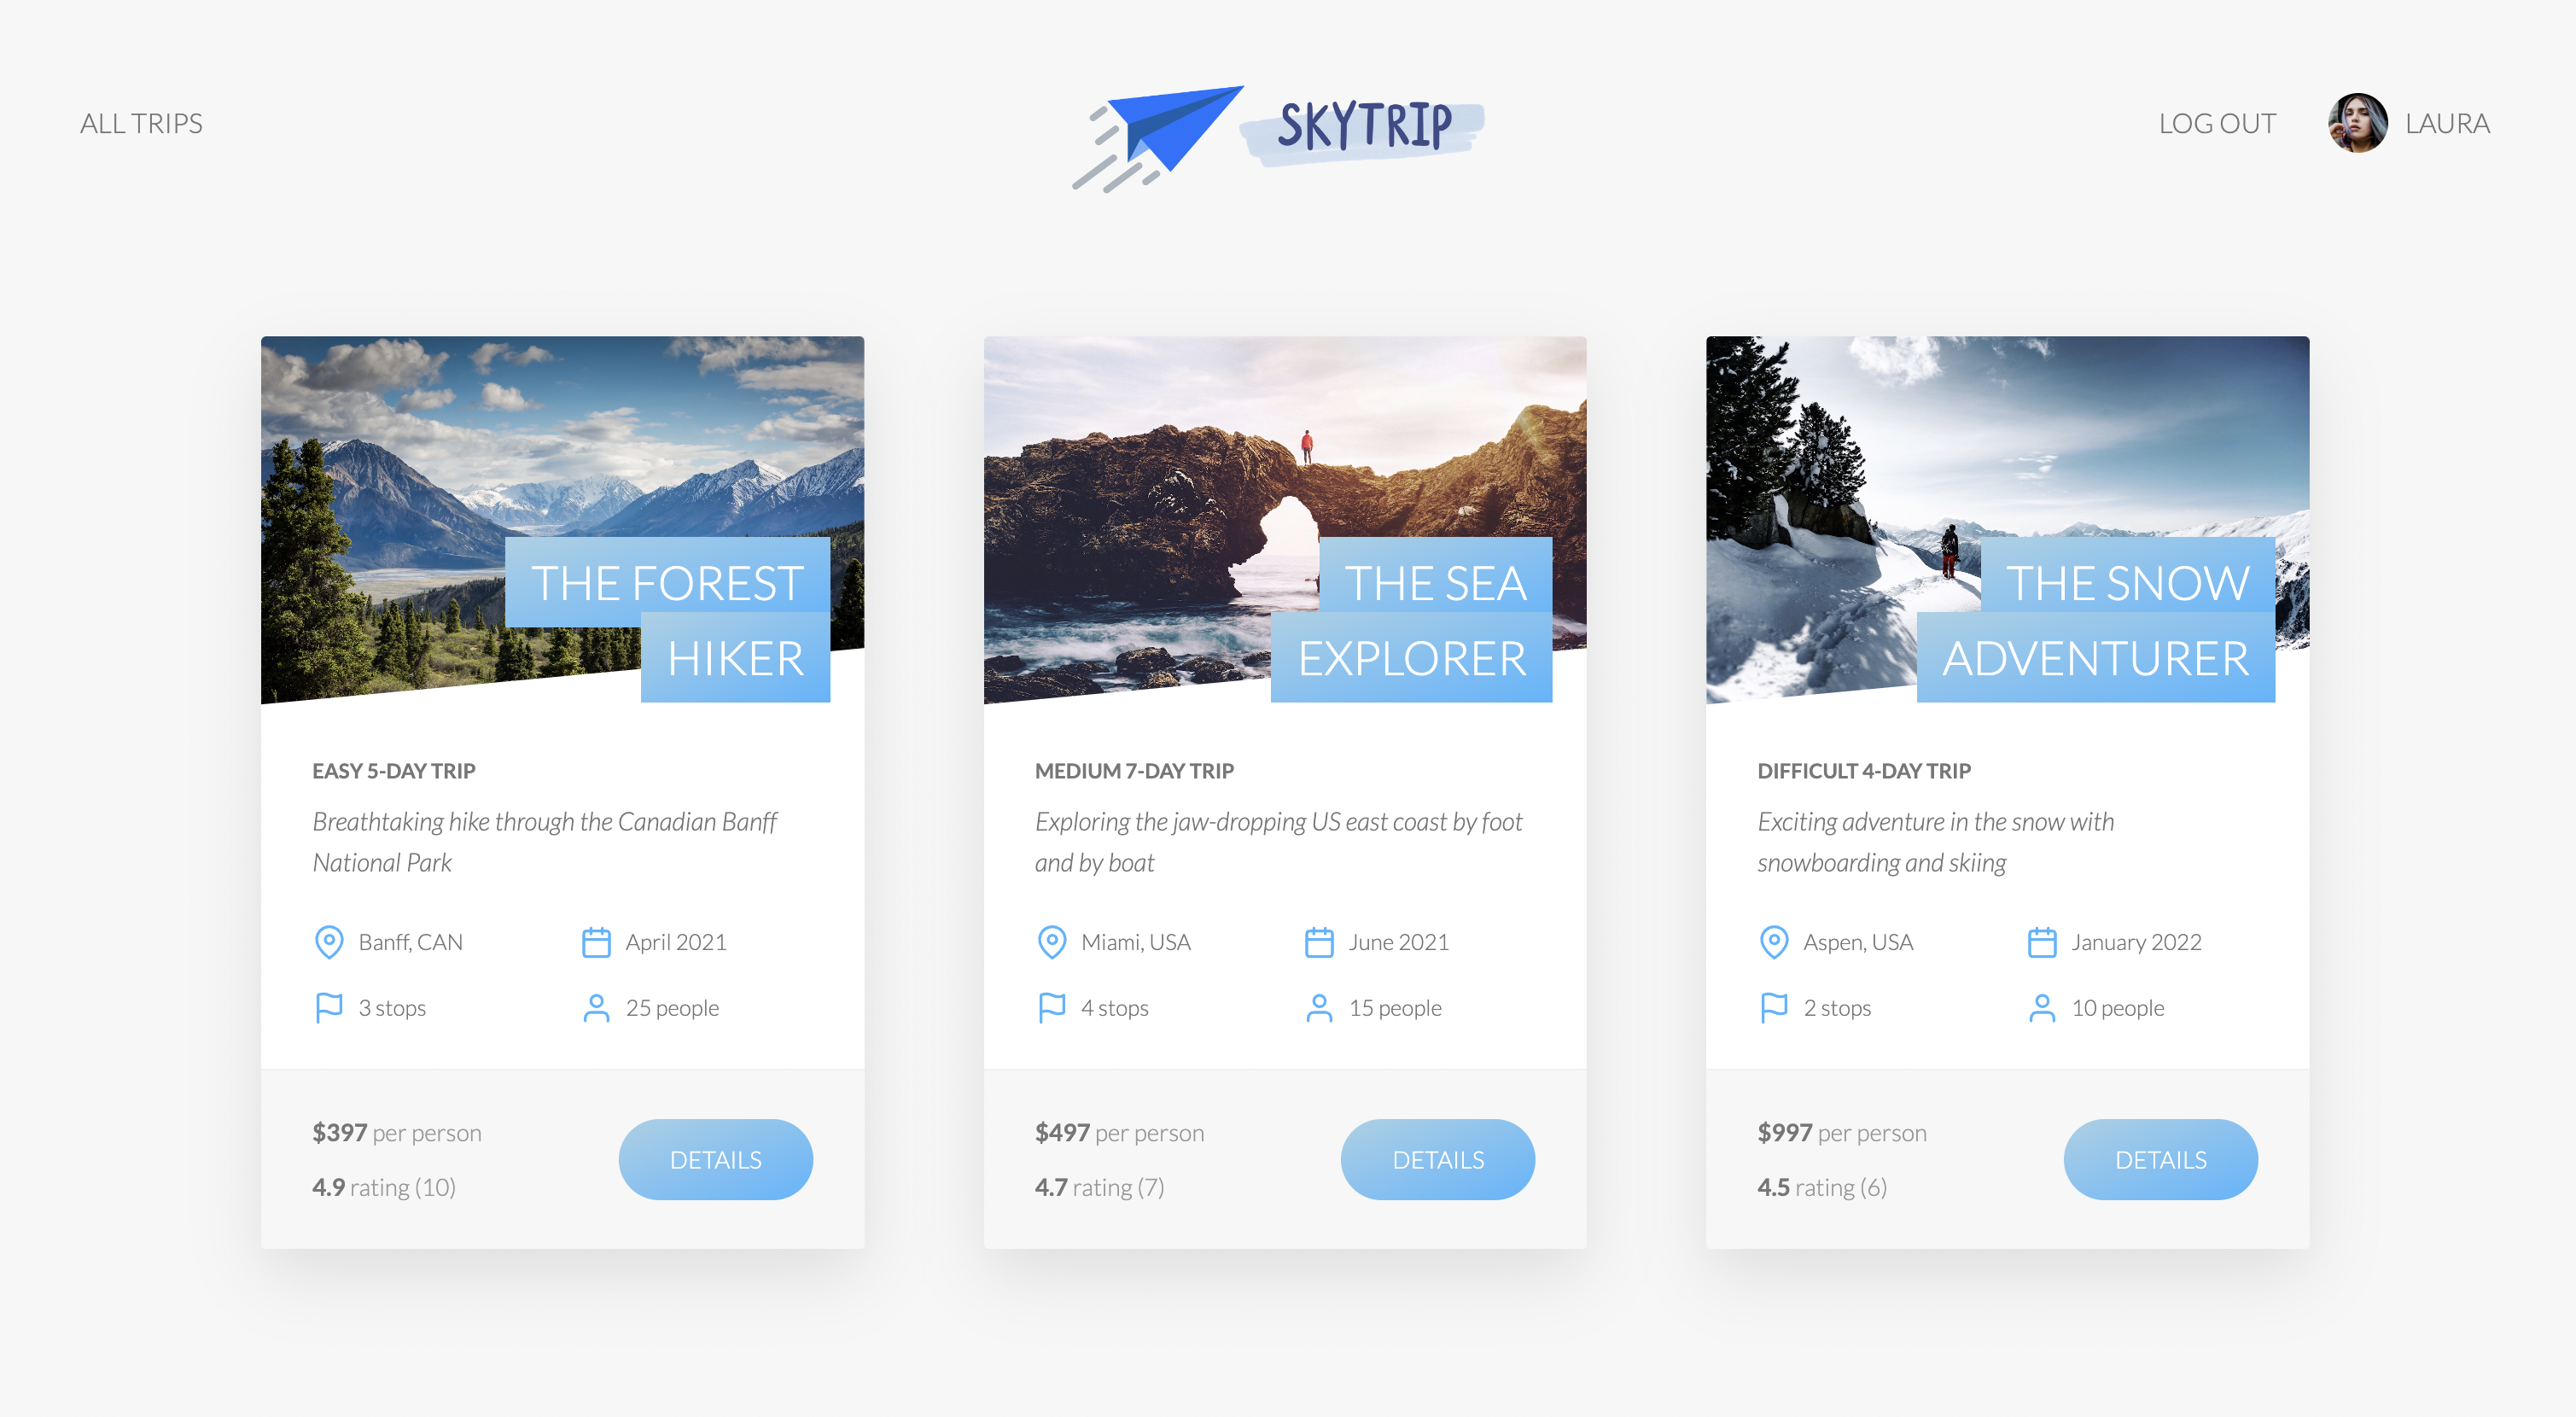 ALL TRIPS
SKYTRIP
LOG OUT
LAURA
THE FOREST
HIKER
EASY 5-DAY TRIP
Breathtaking hike through the Canadian Banff
National Park
Banff, CAN
April 2021
3 stops
25 people
$397 per person
4.9 rating (10)
DETAILS
THE SEA
EXPLORER
MEDIUM 7-DAY TRIP
Exploring the jaw-dropping US east coast by foot
and by boat
Miami, USA
June 2021
4 stops
15 people
$497 per person
4.7 rating (7)
DETAILS
THE SNOW
ADVENTURER
DIFFICULT 4-DAY TRIP
Exciting adventure in the snow with
snowboarding and skiing
Aspen, USA
January 2022
2 stops
10 people
$997 per person
4.5 rating (6)
DETAILS